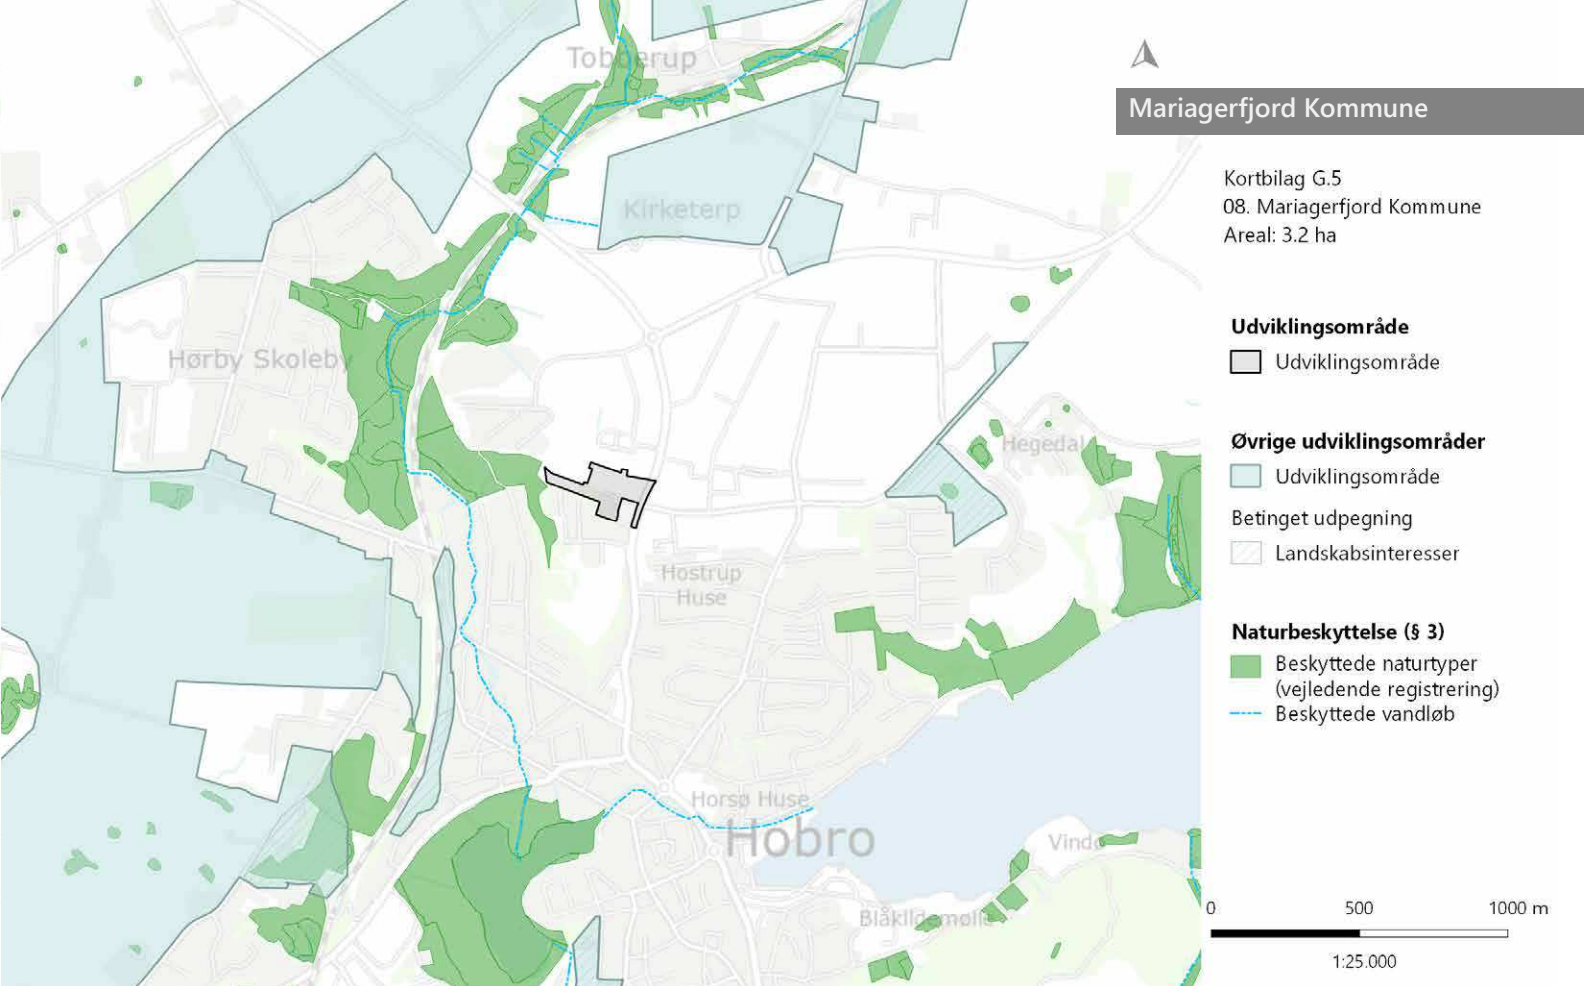 Tobberup
Mariagerfjord Kommune
Kortbilag G.5
08. Mariagerfjord Kommune
Areal: 3.2 ha
Kirketerp
Udviklingsområde
Udviklingsområde
Hørby Skoleby
Øvrige udviklingsområder
Hegedal
Udviklingsområde
Betinget udpegning
Landskabsinteresser
Hostrup
Huse
Naturbeskyttelse (§ 3)
Beskyttede naturtyper
(vejledende registrering)
Beskyttede vandløb
Horsø Huse
Hobro
Vindø
Blåkildemølle
0 500 1000 m
1:25.000